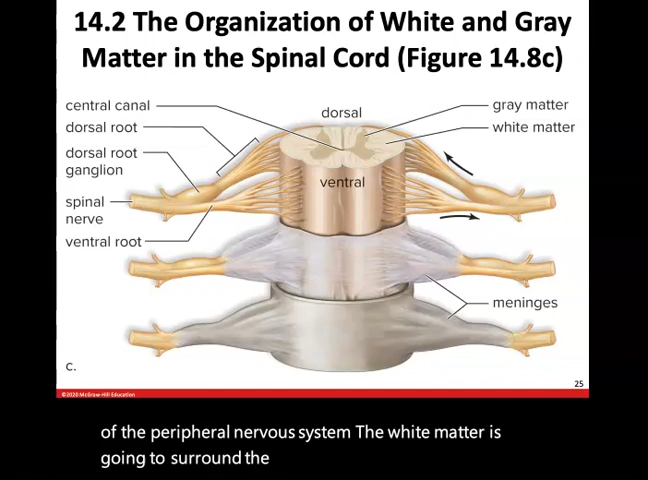 14.2 The Organization of White and Gray
Matter in the Spinal Cord (Figure 14.8c)
central canal
dorsal root
dorsal root
ganglion
spinal
nerve
ventral root
dorsal
ventral
gray matter
white matter
meninges
c.
25
©2020 McGraw-Hill Education
of the peripheral nervous system The white matter is
going to surround the